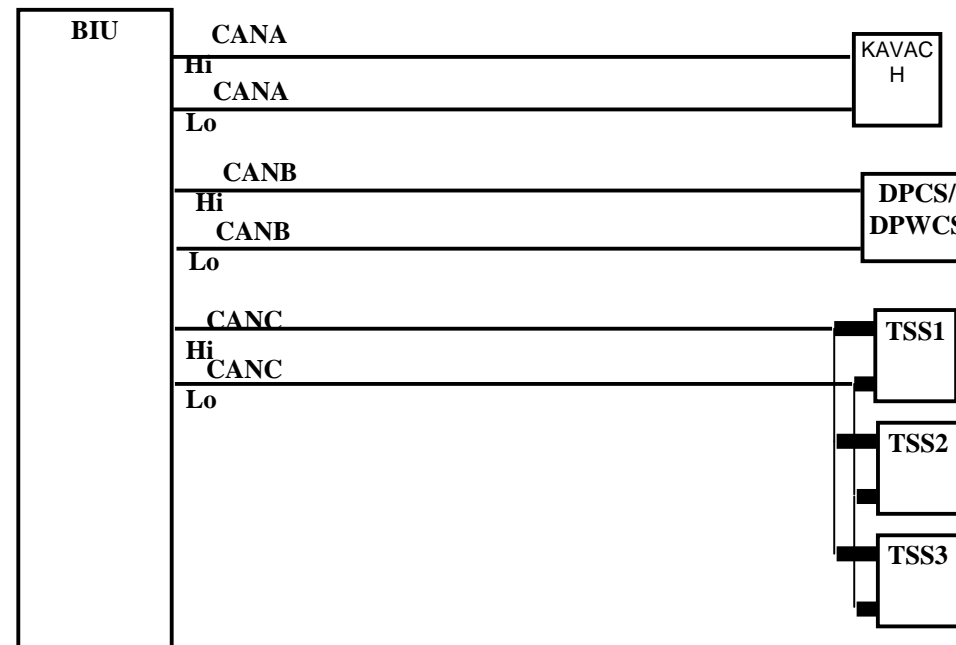 BIU
CANA
Hi
CANA
Lo
KAVAC
H
CANB
Hi
CANB
Lo
DPCS/
DPWCS
CANC
Hi
CANC
Lo
TSS1
TSS2
TSS3